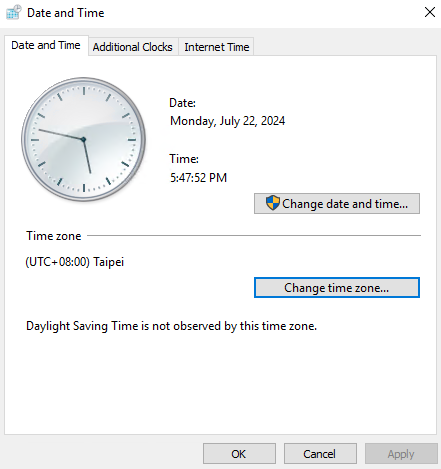 Date and Time
Date and Time
Additional Clocks
Internet Time
Date:
Monday, July 22, 2024
Time:
5:47:52 PM
Change date and time...
Time zone
(UTC+08:00) Taipei
Change time zone...
Daylight Saving Time is not observed by this time zone.
OK
Cancel
Apply